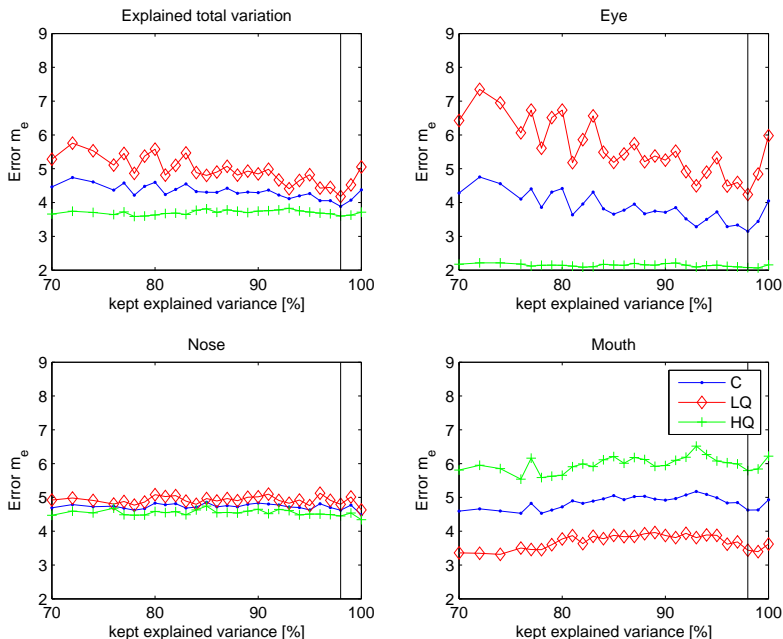 Explained total variation
9
8
7
6
5
4
3
2
Error m_e
70 80 90 100
kept explained variance [%]
Eye
9
8
7
6
5
4
3
2
Error m_e
70 80 90 100
kept explained variance [%]
Nose
9
8
7
6
5
4
3
2
Error m_e
70 80 90 100
kept explained variance [%]
Mouth
9
8
7
6
5
4
3
2
Error m_e
C
LQ
HQ
70 80 90 100
kept explained variance [%]